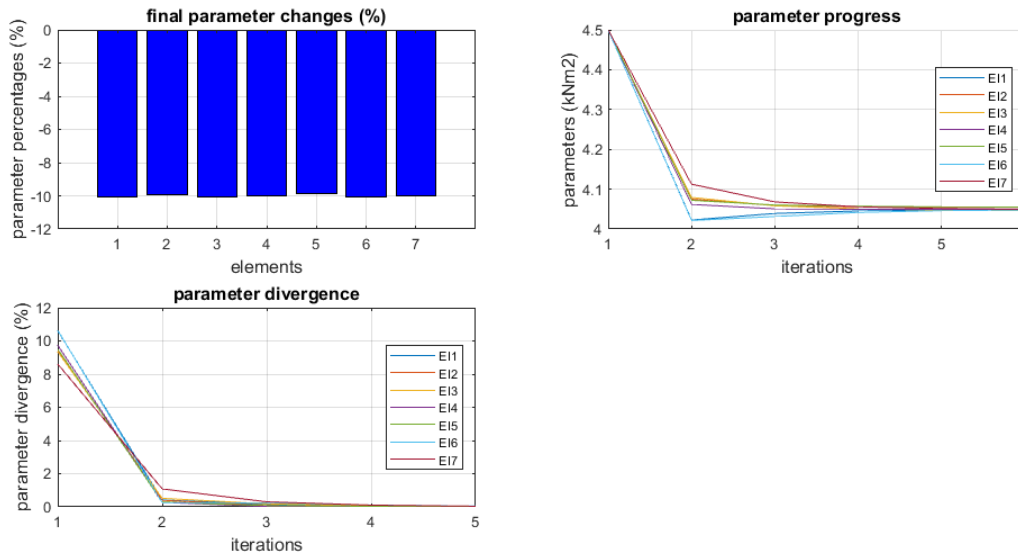 final parameter changes (%)
parameter percentages (%)
0
-2
-4
-6
-8
-10
-12
1 2 3 4 5 6 7
elements
parameter progress
parameters (kNm2)
4.5
4.4
4.3
4.2
4.1
4
1 2 3 4 5
iterations
EI1
EI2
EI3
EI4
EI5
EI6
EI7
parameter divergence
parameter divergence (%)
12
10
8
6
4
2
0
1 2 3 4 5
iterations
EI1
EI2
EI3
EI4
EI5
EI6
EI7